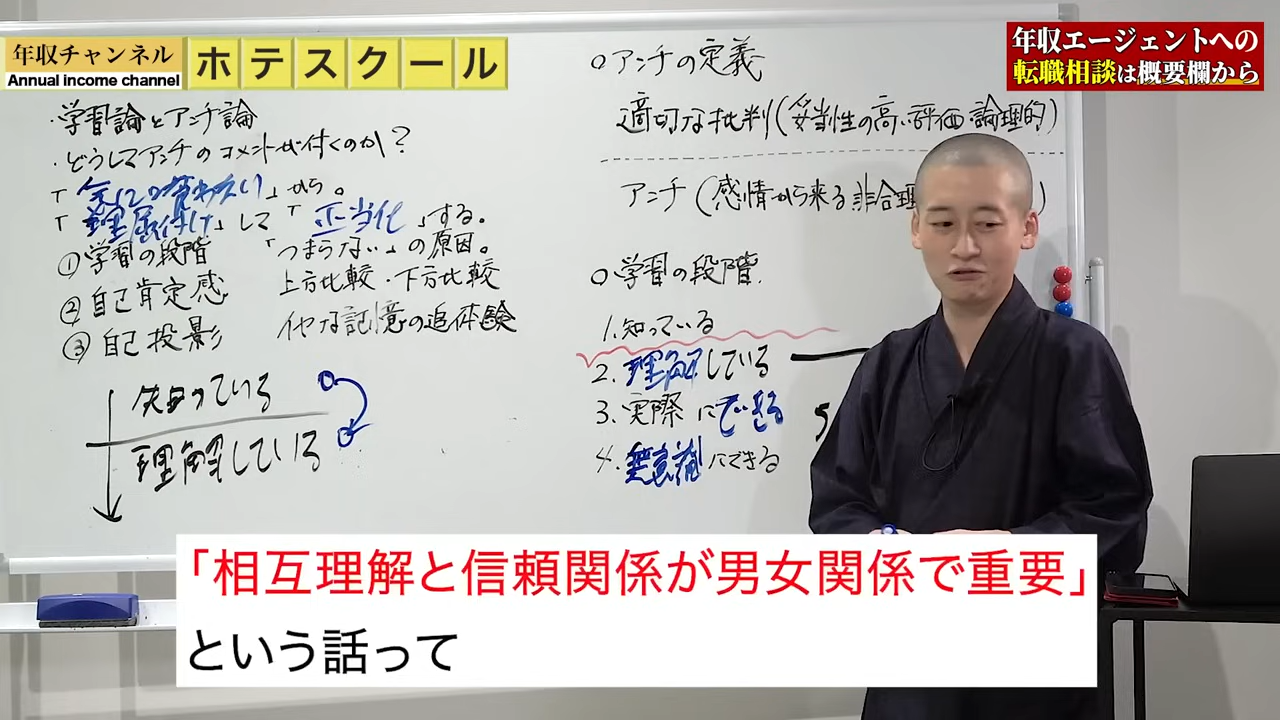 年収チャンネル
Annual income channel
ホテスクール
年収エージェントへの
転職相談は概要欄から
・学習論とアンチ論
・どうしてアンチのコメントが付くのか?
「気に食わない」から。
「理屈付け」して「正当化」する。
①学習の段階 「つまらない」の原因。
②自己肯定感 上方比較・下方比較
③自己投影 イヤな記憶の追体験
知っている
理解している
○アンチの定義
適切な批判(妥当性の高い評価 論理的)
アンチ(感情から来る非合理
○学習の段階.
1.知っている
2.理解している
3.実際にできる
4.無意識にできる
「相互理解と信頼関係が男女関係で重要」
という話って